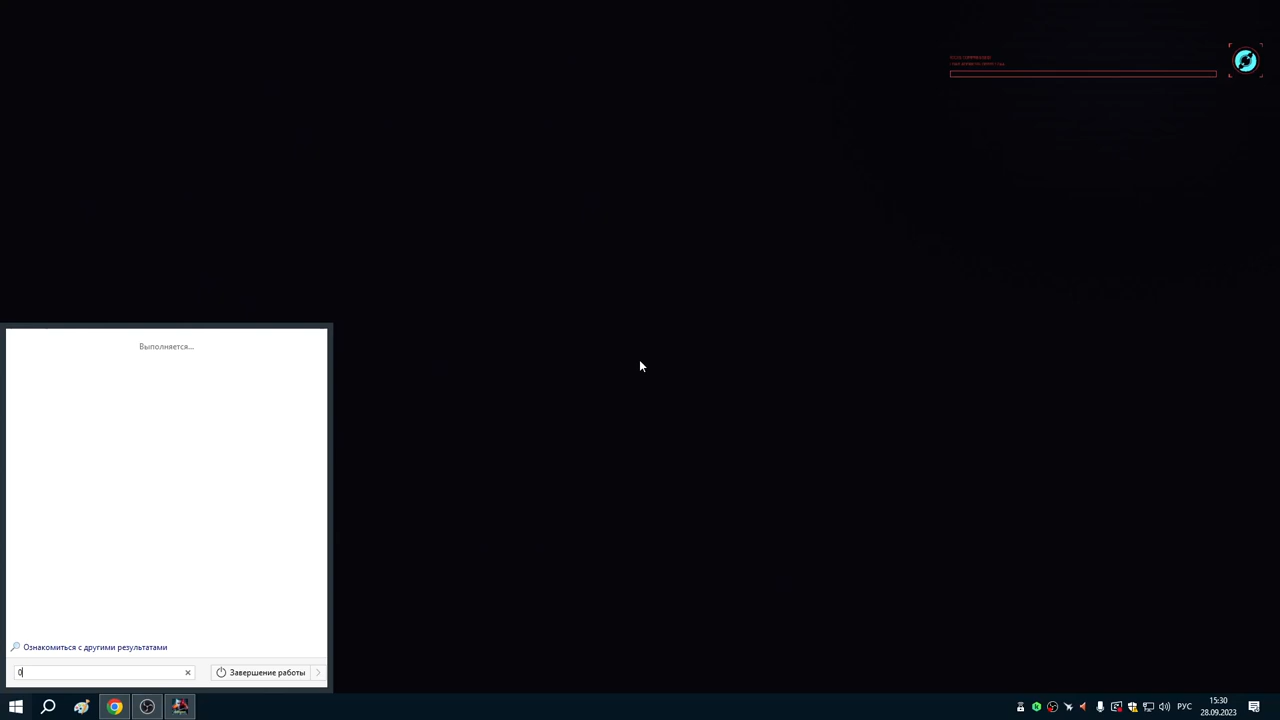 Выполняется...
Ознакомиться с другими результатами
0
Завершение работы
15:30
РУС
28.09.2023